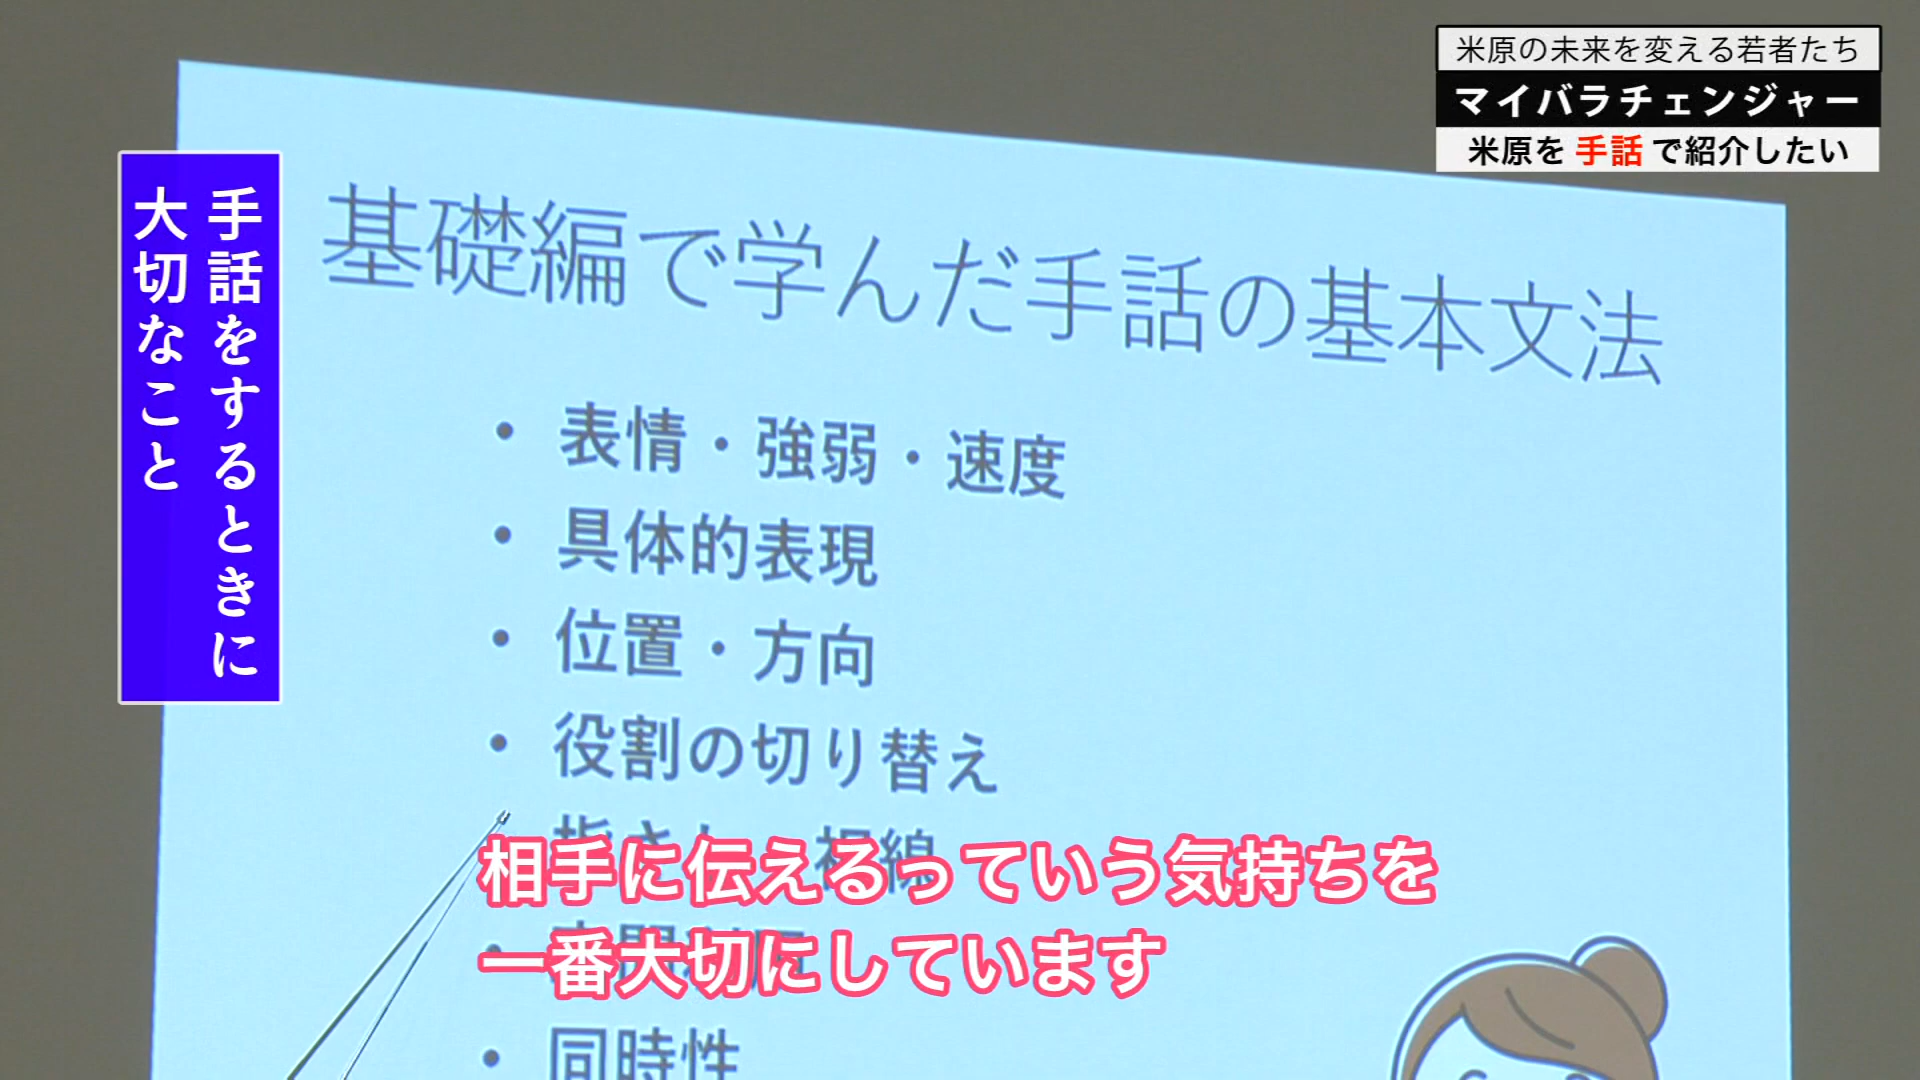 米原の未来を変える若者たち
マイバラチェンジャー
米原を 手話 で紹介したい
手話をするときに
大切なこと
基礎編で学んだ手話の基本文法
・ 表情・強弱・速度
・ 具体的表現
・ 位置・方向
・ 役割の切り替え
相手に伝えるっていう気持ちを
一番大切にしています
・ 同時性